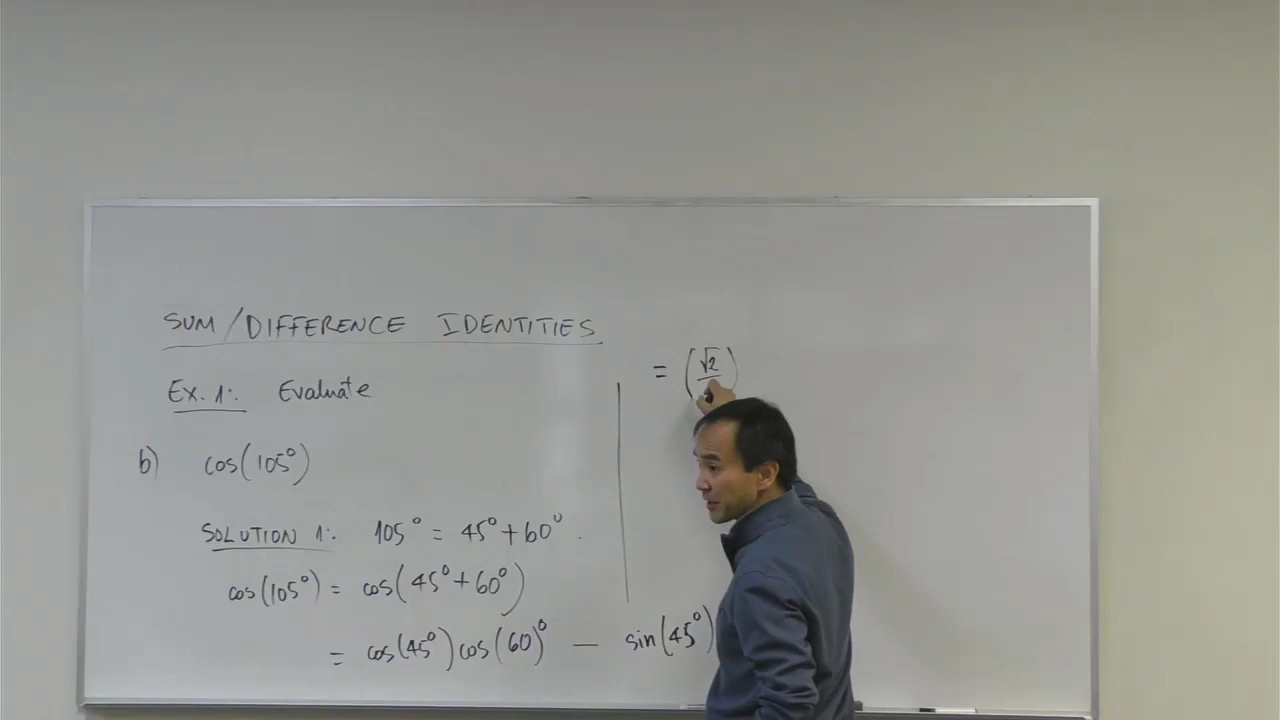 SUM/DIFFERENCE IDENTITIES
Ex. 1: Evaluate
b) cos(105°)
SOLUTION 1: 105° = 45° + 60°.
cos(105°) = cos(45° + 60°)
= cos(45°)cos(60)° — sin(45°)
= (√2